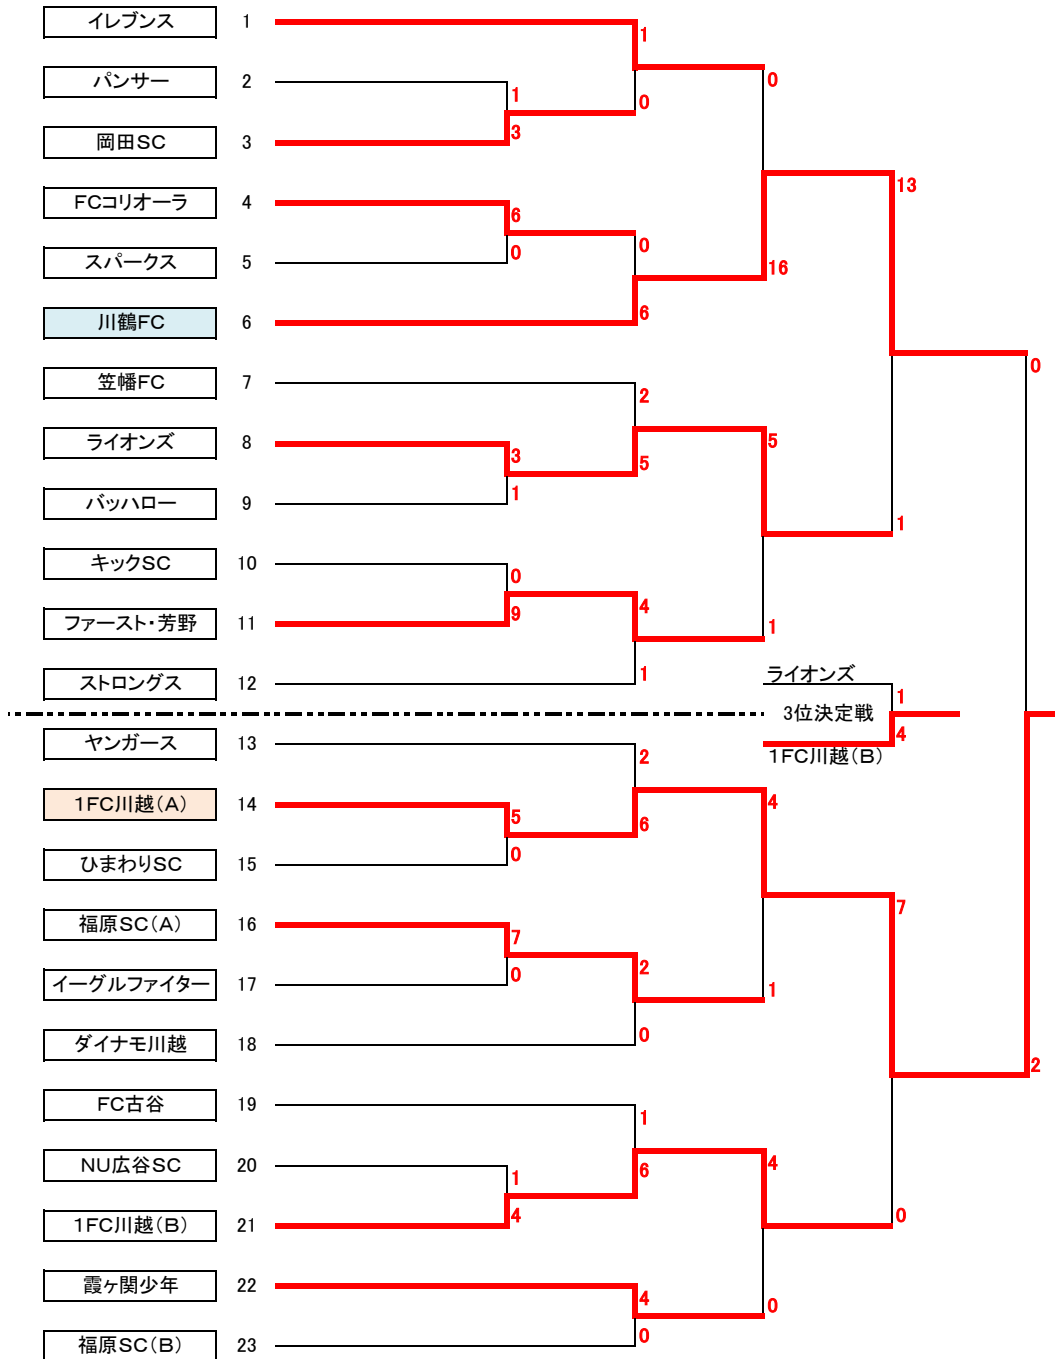 イレブンス 1
1
パンサー 2
0
1
0
岡田SC 3
3
13
FCコリオーラ 4
6
0
0
スパークス 5
16
川鶴FC 6
6
0
笠幡FC 7
2
ライオンズ 8
5
3
5
バッハロー 9
1
1
キックSC 10
0
4
ファースト・芳野 11
9
1
ストロングス 12
1
ライオンズ
1
3位決定戦
4
ヤンガース 13
2
1FC川越(B)
1FC川越(A) 14
4
5
6
ひまわりSC 15
0
7
福原SC(A) 16
7
2
イーグルファイター 17
0
1
ダイナモ川越 18
0
2
FC古谷 19
1
NU広谷SC 20
4
1
6
1FC川越(B) 21
4
0
霞ヶ関少年 22
4
0
福原SC(B) 23
0